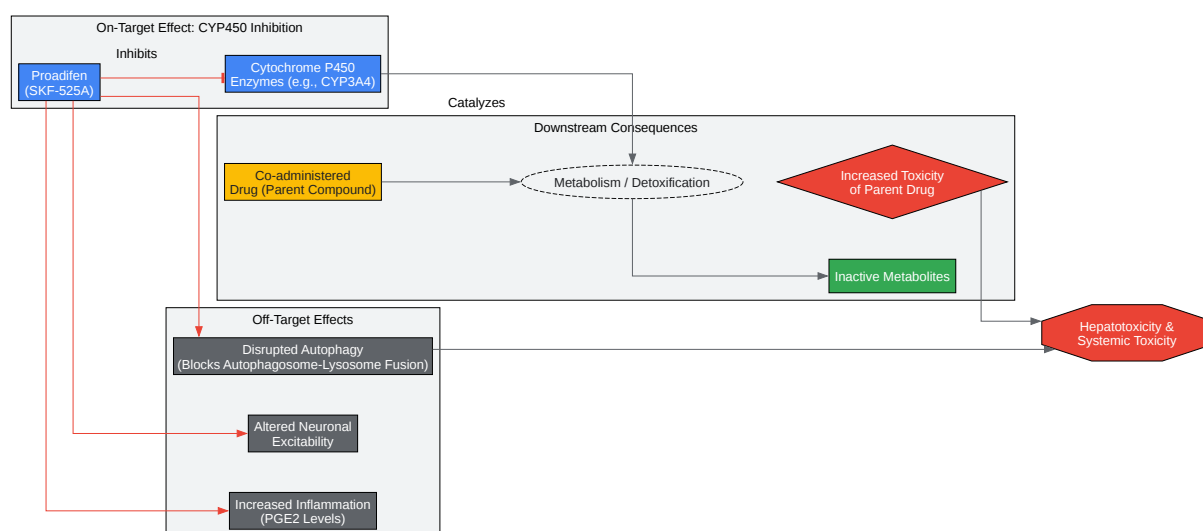 On-Target Effect: CYP450 Inhibition
Inhibits
Proadifen
(SKF-525A)
Cytochrome P450
Enzymes (e.g., CYP3A4)
Catalyzes
Downstream Consequences
Co-administered
Drug (Parent Compound)
Metabolism / Detoxification
Increased Toxicity
of Parent Drug
Inactive Metabolites
Off-Target Effects
Hepatotoxicity &
Systemic Toxicity
Disrupted Autophagy
(Blocks Autophagosome-Lysosome Fusion)
Altered Neuronal
Excitability
Increased Inflammation
(PGE2 Levels)